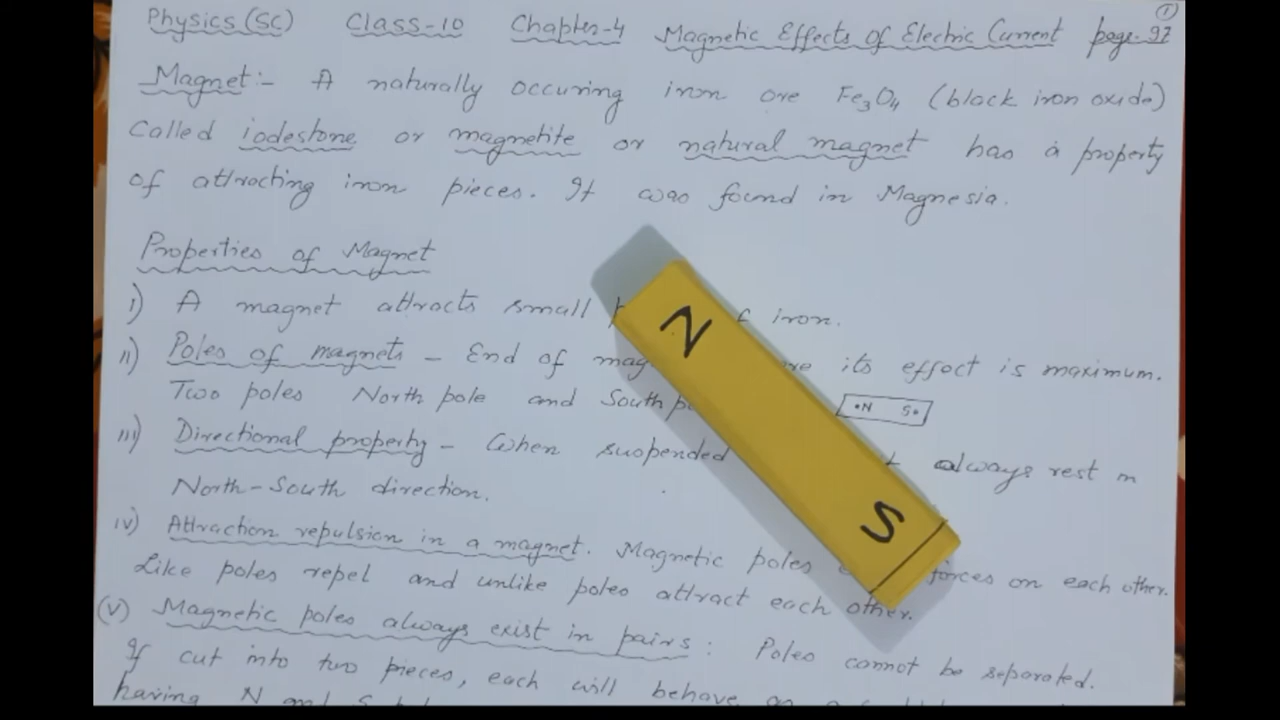 ①
Physics (SC) Class-10 Chapter-4 Magnetic Effects of Electric Current page-97
Magnet:- A naturally occuring iron ore Fe₃O₄ (black iron oxide)
Called iodestone or magnetite or natural magnet has a property
of attracting iron pieces. It was found in Magnesia.
Properties of Magnet
i) A magnet attracts small iron.
ii) Poles of magnets - End of its effect is maximum.
Two poles North pole and South •N S•
iii) Directional property - When suspended always rest in
North-South direction.
iv) Attraction repulsion in a magnet. Magnetic poles forces on each other.
Like poles repel and unlike poles attract each other.
(v) Magnetic poles always exist in pairs: Poles cannot be separated.
If cut into two pieces, each will behave
having N and S
N
S